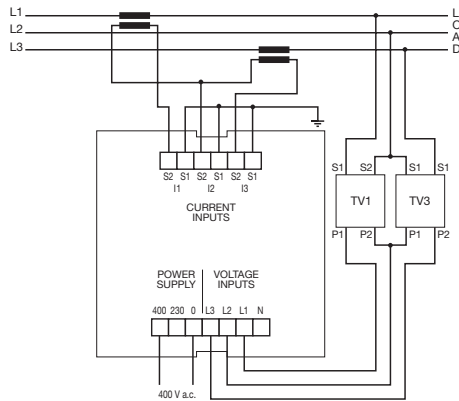 L1 L
L2 O
A
L3 D
S2 S1 S2 S1 S2 S1
I1 I2 I3
CURRENT
INPUTS
S1 S2 S1 S1
TV1 TV3
P1 P2 P1 P2
POWER
SUPPLY
VOLTAGE
INPUTS
400 230 0 L3 L2 L1 N
400 V a.c.